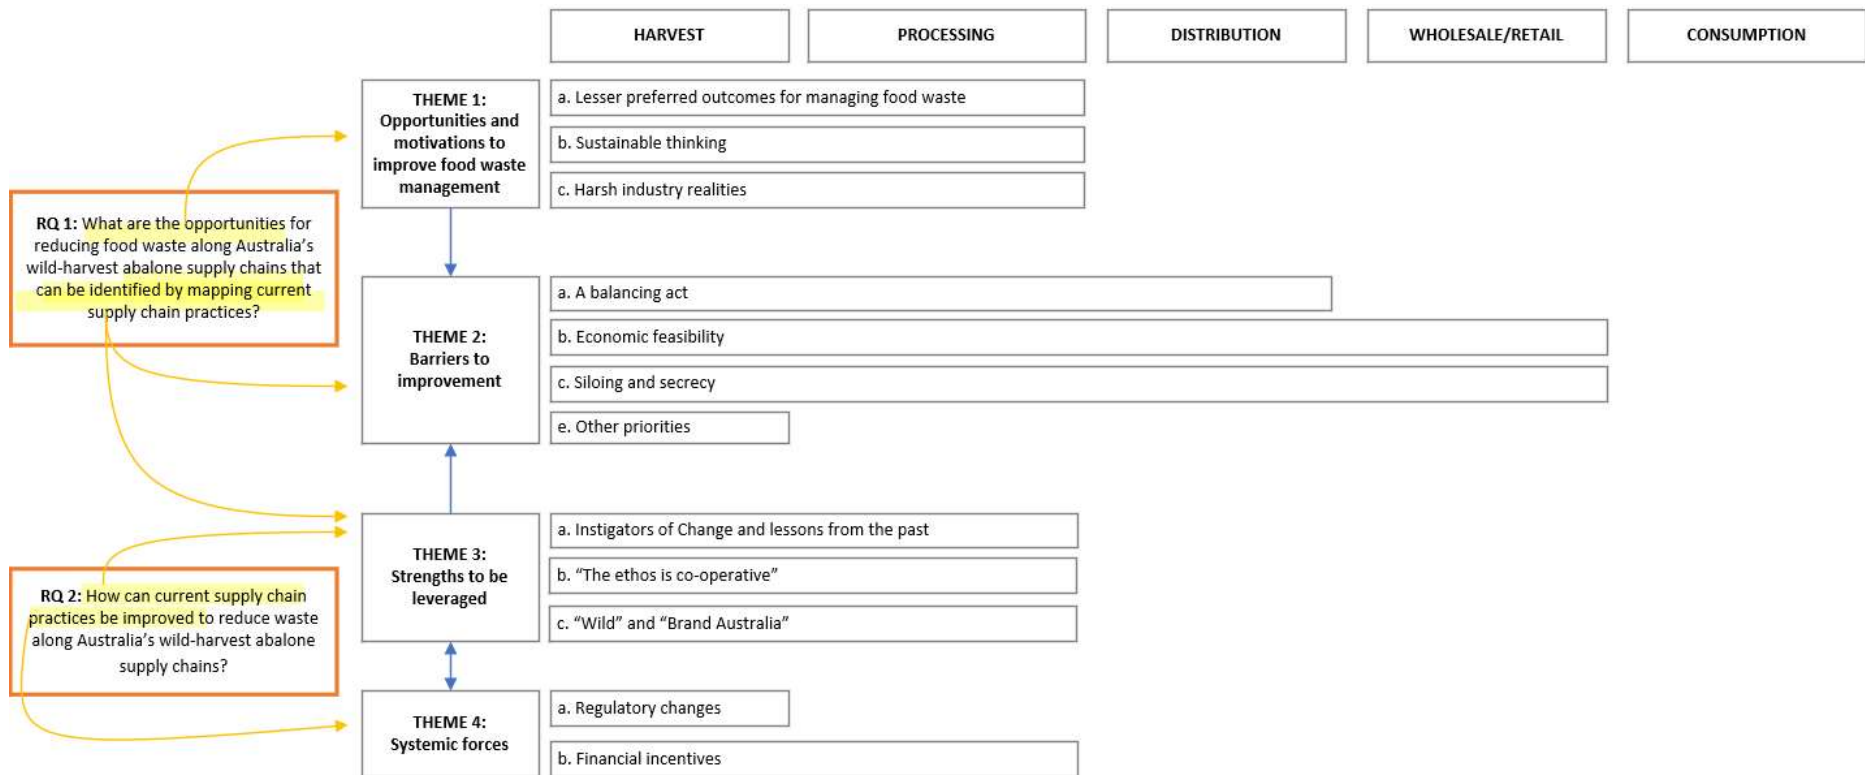 HARVEST
PROCESSING
DISTRIBUTION
WHOLESALE/RETAIL
CONSUMPTION
THEME 1:
Opportunities and
motivations to
improve food waste
management
a. Lesser preferred outcomes for managing food waste
b. Sustainable thinking
c. Harsh industry realities
RQ 1: What are the opportunities for
reducing food waste along Australia’s
wild-harvest abalone supply chains that
can be identified by mapping current
supply chain practices?
THEME 2:
Barriers to
improvement
a. A balancing act
b. Economic feasibility
c. Siloing and secrecy
e. Other priorities
THEME 3:
Strengths to be
leveraged
a. Instigators of Change and lessons from the past
b. “The ethos is co-operative”
c. “Wild” and “Brand Australia”
RQ 2: How can current supply chain
practices be improved to reduce waste
along Australia’s wild-harvest abalone
supply chains?
THEME 4:
Systemic forces
a. Regulatory changes
b. Financial incentives